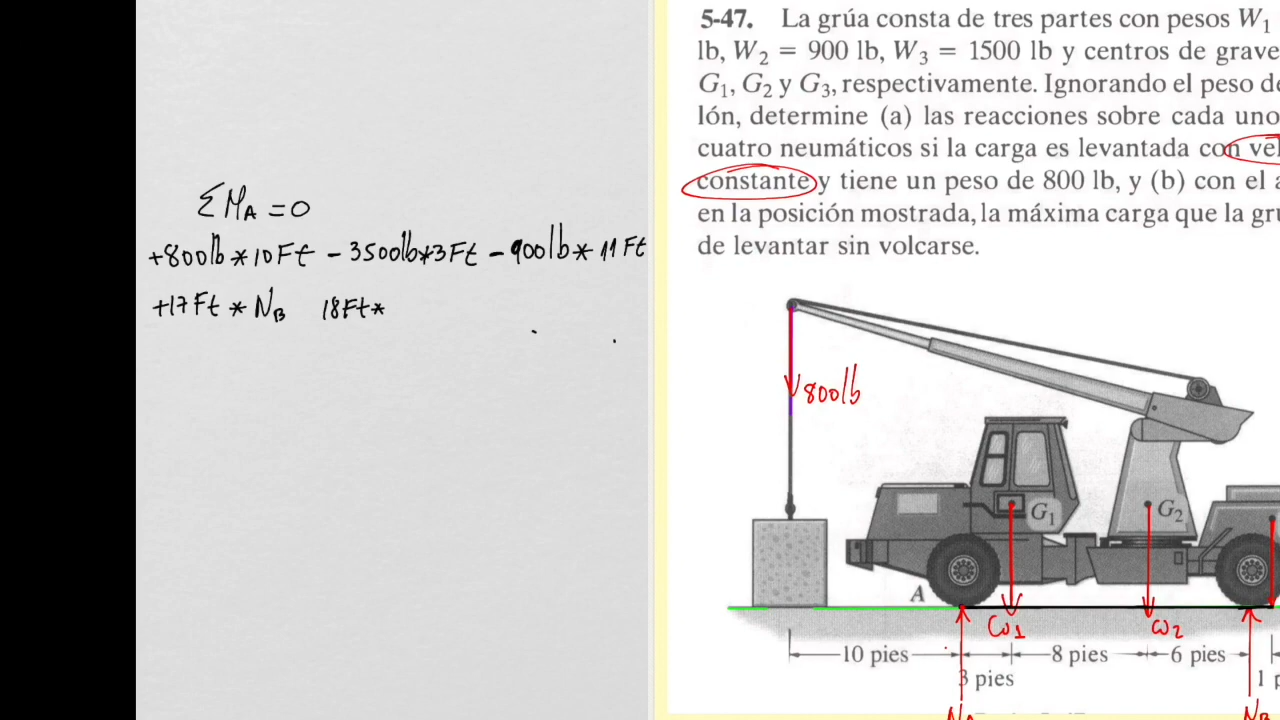 ΣM_A = 0
+800lb * 10Ft - 3500lb*3Ft - 900lb * 11Ft
+17Ft * N_B 18Ft*
5-47. La grúa consta de tres partes con pesos W₁
lb, W₂ = 900 lb, W₃ = 1500 lb y centros de grave
G₁, G₂ y G₃, respectivamente. Ignorando el peso de
lón, determine (a) las reacciones sobre cada uno
cuatro neumáticos si la carga es levantada con vel
constante y tiene un peso de 800 lb, y (b) con el a
en la posición mostrada, la máxima carga que la grú
de levantar sin volcarse.
800lb
G₁
G₂
A
ω1
ω2
10 pies
8 pies
6 pies
3 pies
1 p